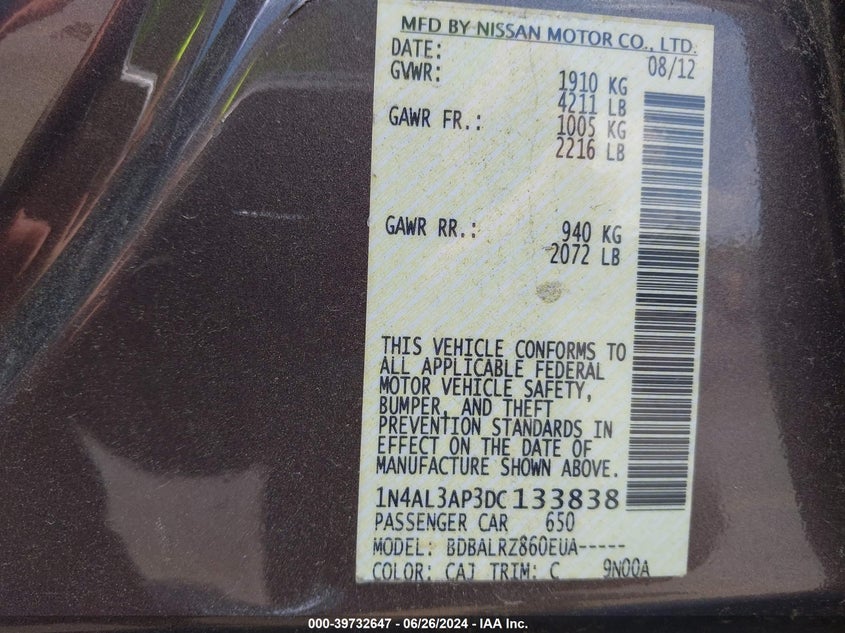 MFD BY NISSAN MOTOR CO., LTD.
DATE: 08/12
GVWR: 1910 KG
4211 LB
GAWR FR.: 1005 KG
2216 LB
GAWR RR.: 940 KG
2072 LB
THIS VEHICLE CONFORMS TO
ALL APPLICABLE FEDERAL
MOTOR VEHICLE SAFETY,
BUMPER, AND THEFT
PREVENTION STANDARDS IN
EFFECT ON THE DATE OF
MANUFACTURE SHOWN ABOVE.
1N4AL3AP3DC133838
PASSENGER CAR 650
MODEL: BDBALRZ860EUA-----
COLOR: CAJ TRIM: C 9N00A
000-39732647 / 06/26/2024 - IAA Inc.